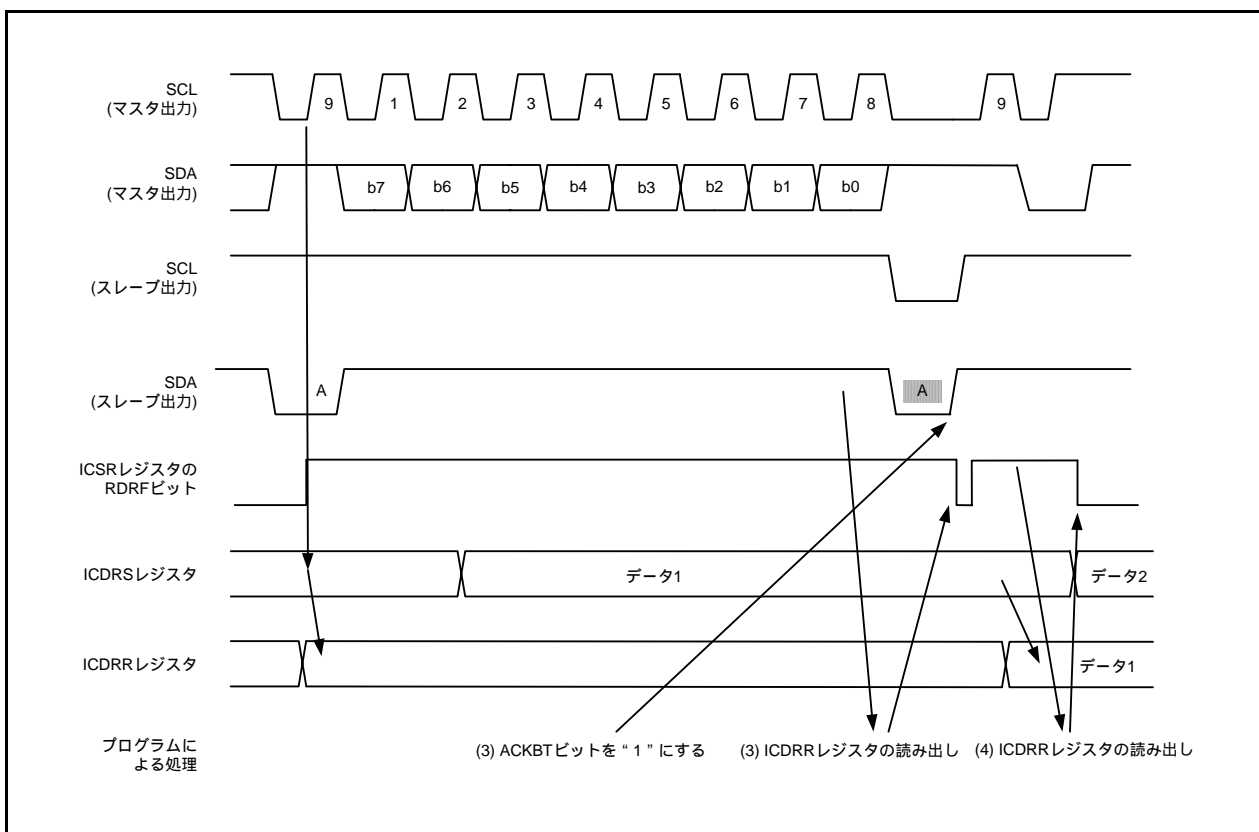 SCL
(マスタ出力)
9 1 2 3 4 5 6 7 8 9
SDA
(マスタ出力)
b7 b6 b5 b4 b3 b2 b1 b0
SCL
(スレーブ出力)
SDA
(スレーブ出力)
A A
ICSRレジスタの
RDRFビット
ICDRSレジスタ
データ1 データ2
ICDRRレジスタ
データ1
プログラムに
よる処理
(3) ACKBTビットを“ 1 ” にする (3) ICDRRレジスタの読み出し (4) ICDRRレジスタの読み出し